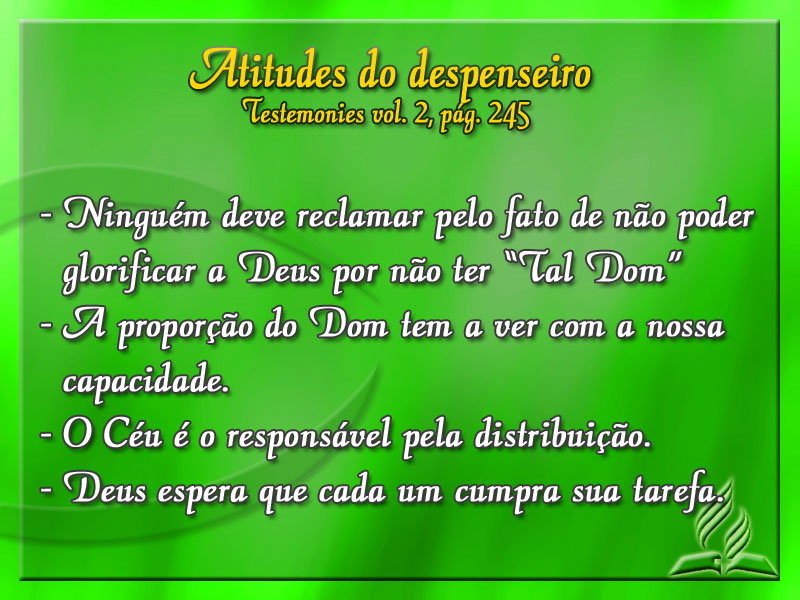 Atitudes do despenseiro
Testemonies vol. 2, pág. 245
- Ninguém deve reclamar pelo fato de não poder
glorificar a Deus por não ter "Tal Dom"
- A proporção do Dom tem a ver com a nossa
capacidade.
- O Céu é o responsável pela distribuição.
- Deus espera que cada um cumpra sua tarefa.